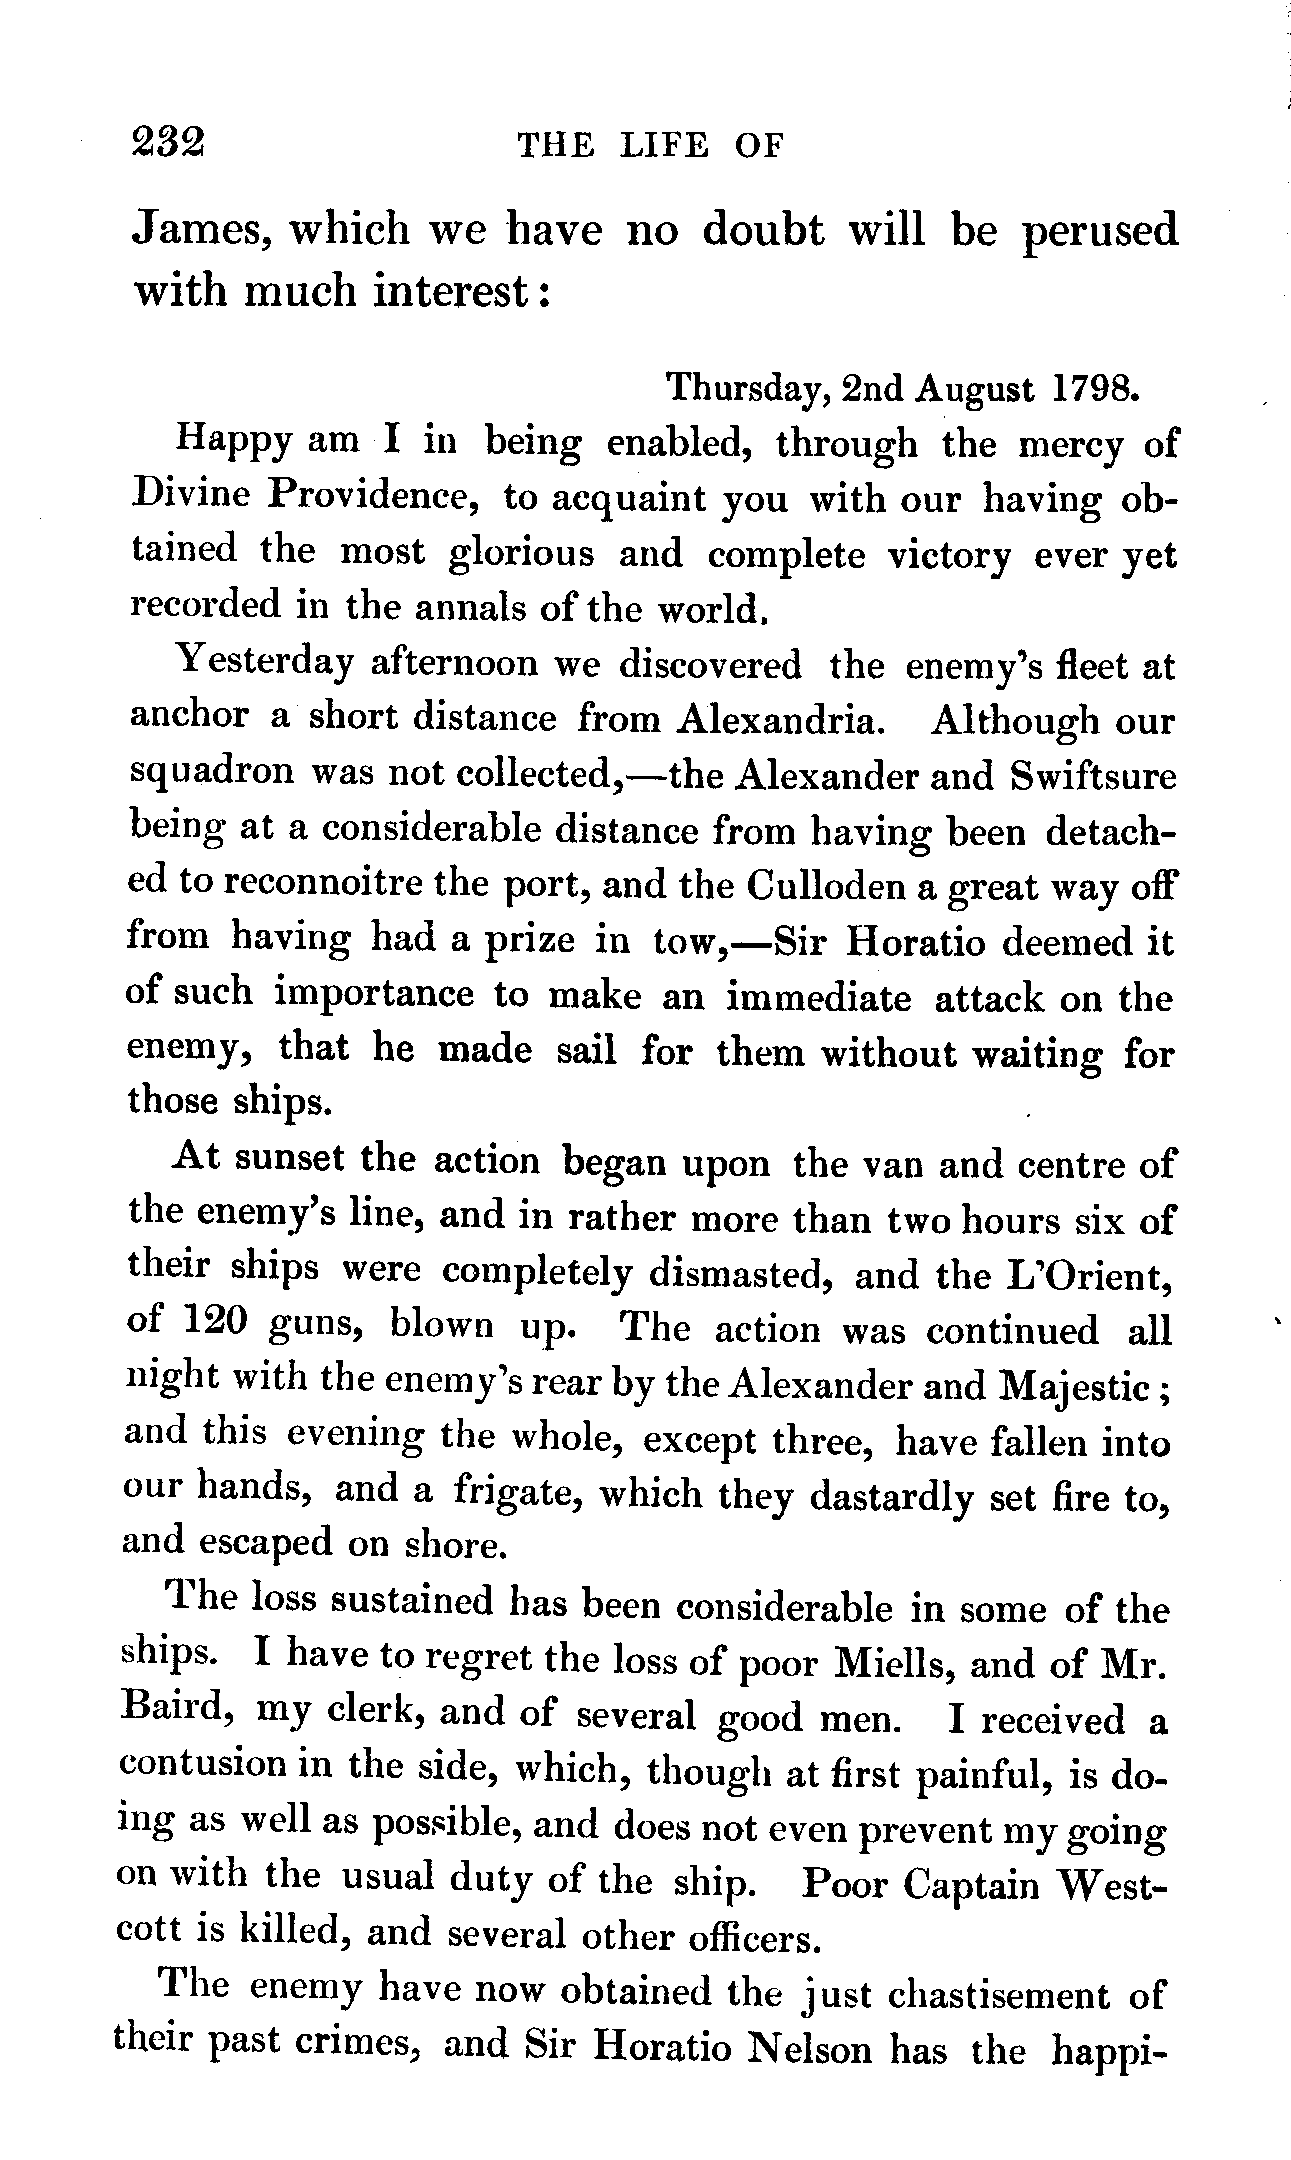 232 THE LIFE OF
James, which we have no doubt will be perused
with much interest :
Thursday, 2nd August 1798.
Happy am I in being enabled, through the mercy of
Divine Providence, to acquaint you with our having ob-
tained the most glorious and complete victory ever yet
recorded in the annals of the world.
Yesterday afternoon we discovered the enemy's fleet at
anchor a short distance from Alexandria. Although our
squadron was not collected,—the Alexander and Swiftsure
being at a considerable distance from having been detach-
ed to reconnoitre the port, and the Culloden a great way off
from having had a prize in tow,—Sir Horatio deemed it
of such importance to make an immediate attack on the
enemy, that he made sail for them without waiting for
those ships.
At sunset the action began upon the van and centre of
the enemy's line, and in rather more than two hours six of
their ships were completely dismasted, and the L'Orient,
of 120 guns, blown up. The action was continued all
night with the enemy's rear by the Alexander and Majestic ;
and this evening the whole, except three, have fallen into
our hands, and a frigate, which they dastardly set fire to,
and escaped on shore.
The loss sustained has been considerable in some of the
ships. I have to regret the loss of poor Miells, and of Mr.
Baird, my clerk, and of several good men. I received a
contusion in the side, which, though at first painful, is do-
ing as well as possible, and does not even prevent my going
on with the usual duty of the ship. Poor Captain West-
cott is killed, and several other officers.
The enemy have now obtained the just chastisement of
their past crimes, and Sir Horatio Nelson has the happi-